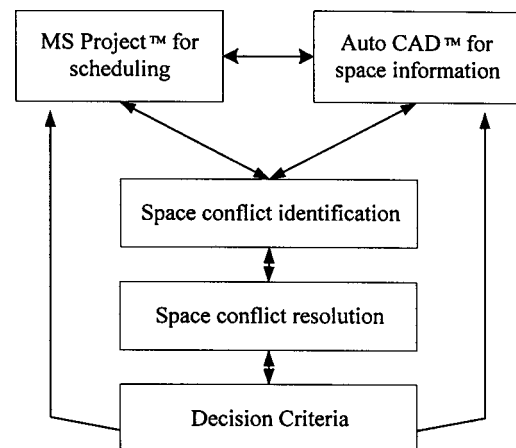 MS Project™ for
scheduling
Auto CAD™ for
space information
Space conflict identification
Space conflict resolution
Decision Criteria